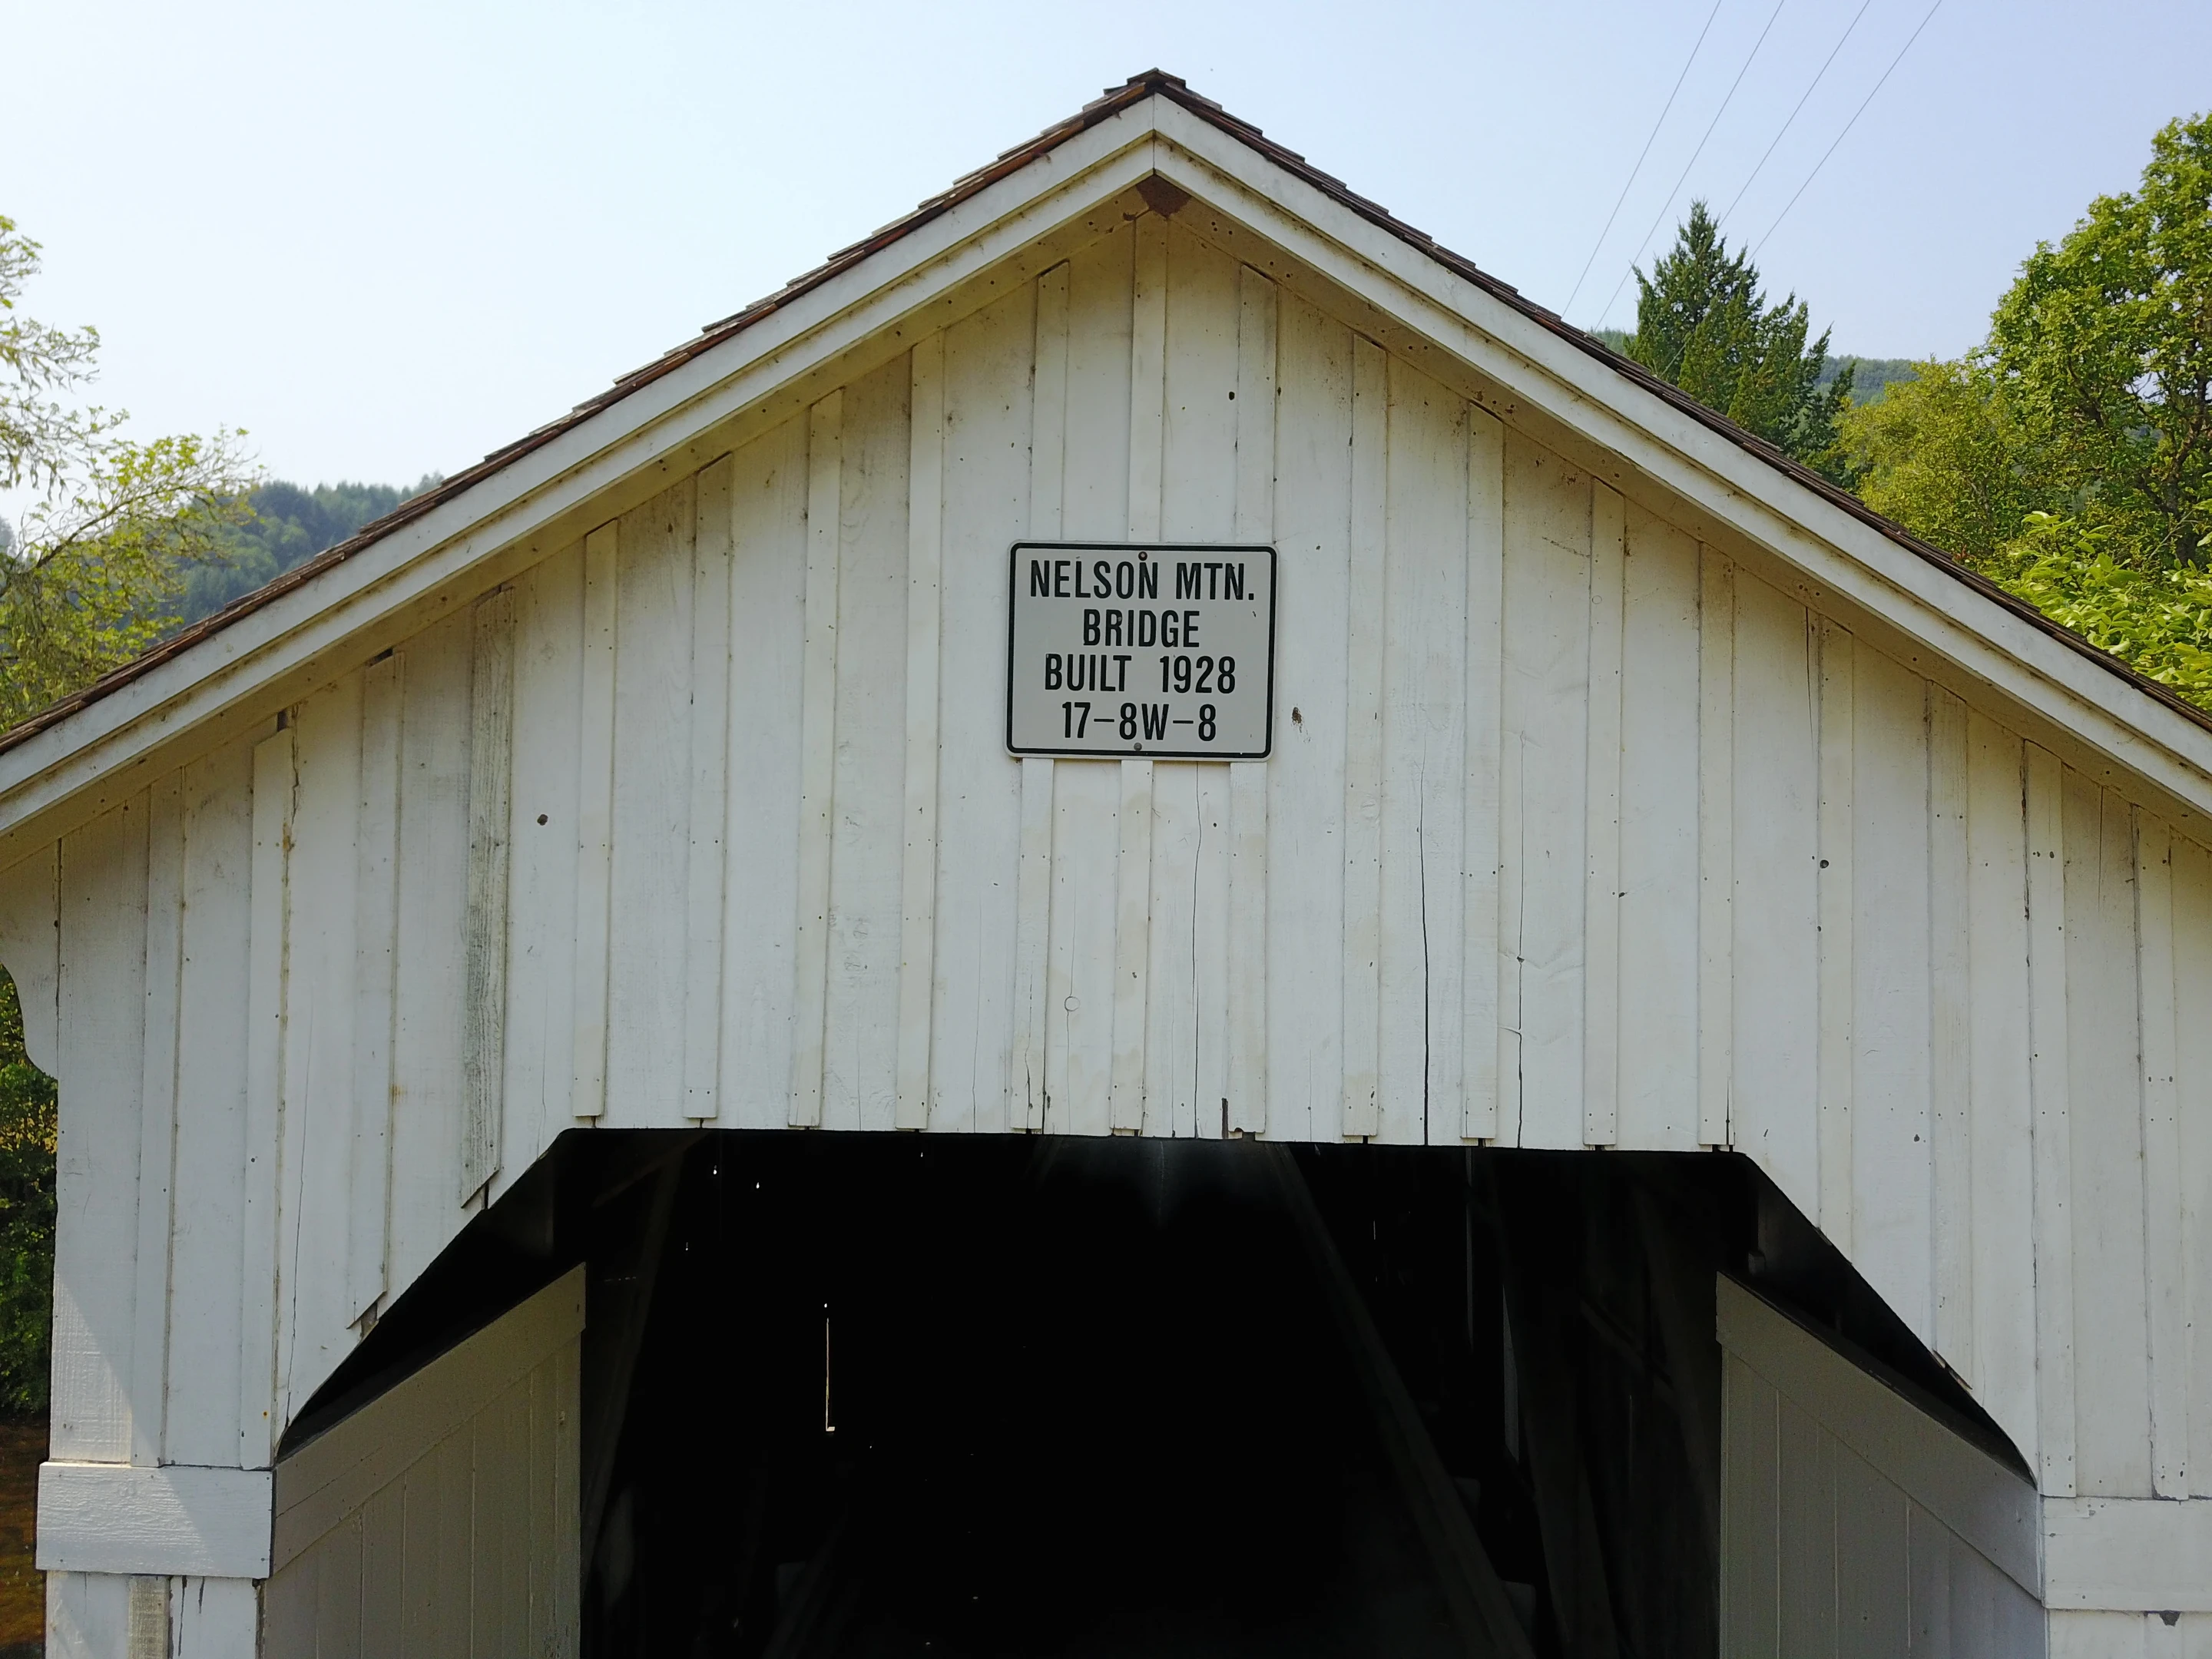 NELSON MTN.
BRIDGE
BUILT 1928
17-8W-8